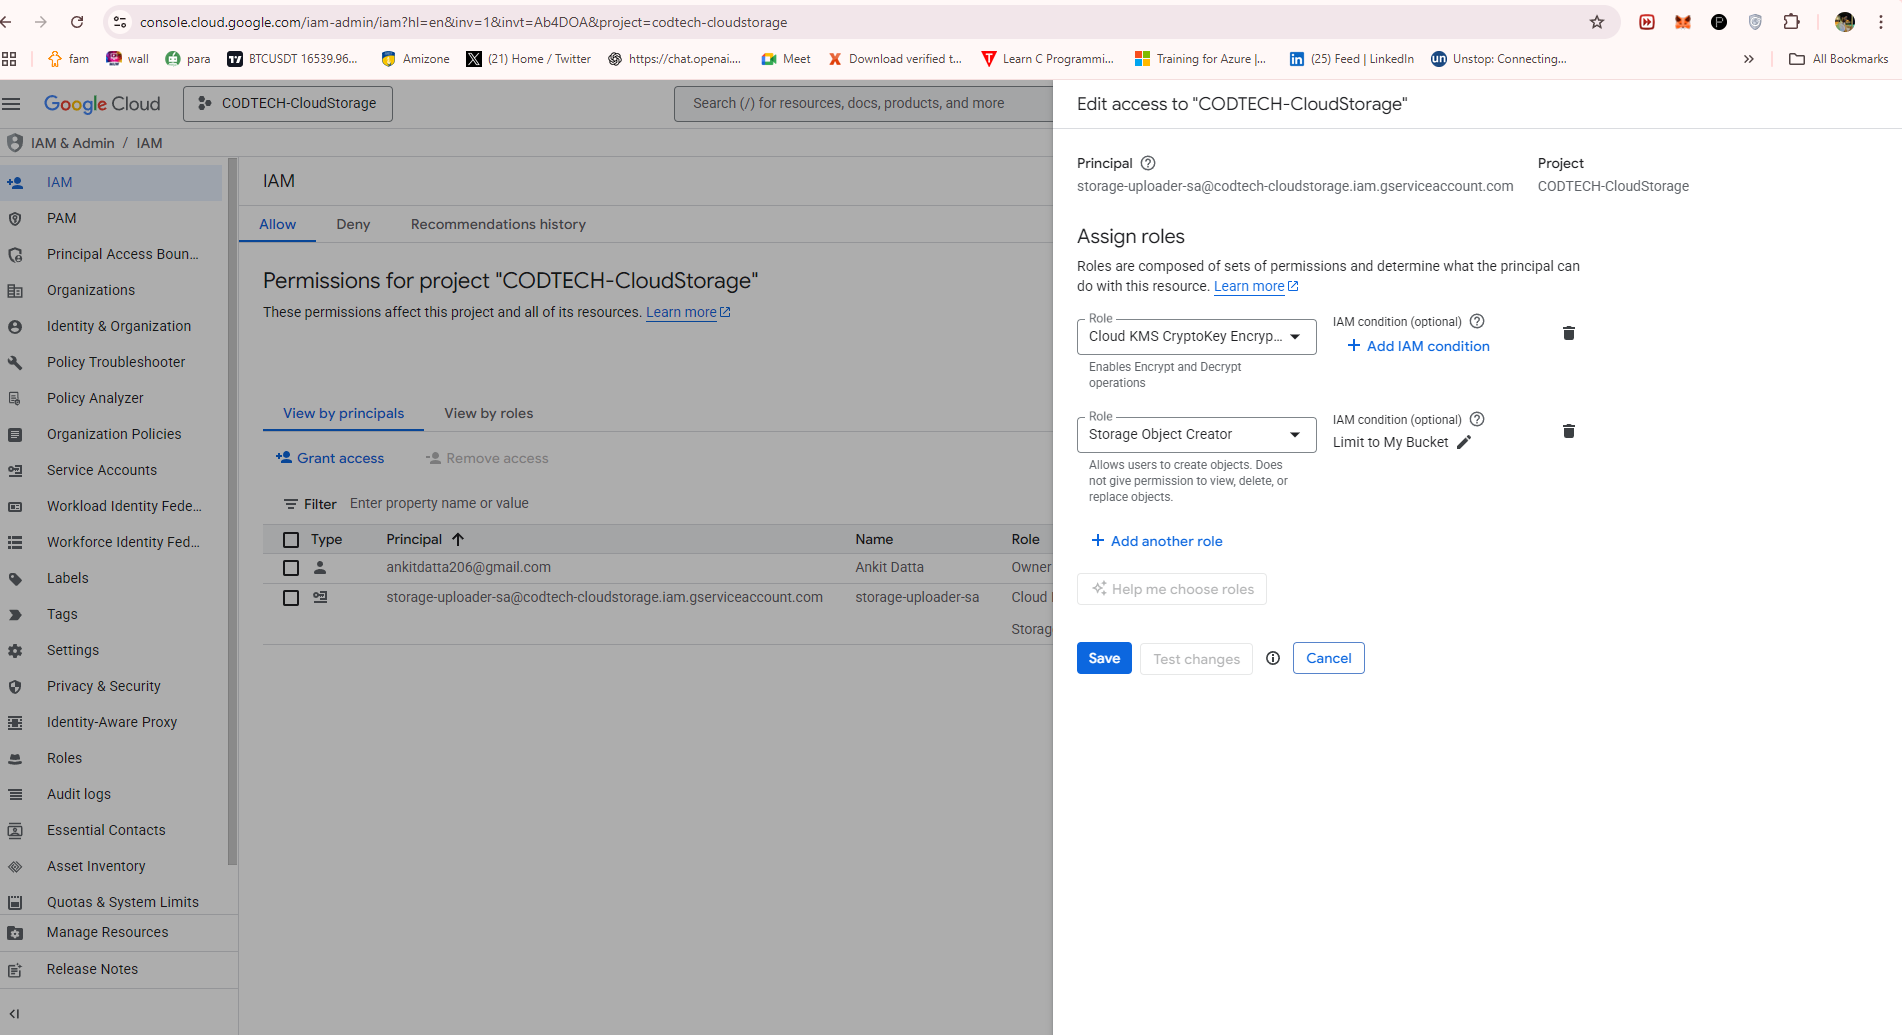 console.cloud.google.com/iam-admin/iam?hl=en&inv=1&invt=Ab4DOA&project=codtech-cloudstorage
fam
wall
para
BTCUSDT 16539.96...
Amizone
(21) Home / Twitter
https://chat.openai....
Meet
Download verified t...
Learn C Programmi...
Training for Azure |...
(25) Feed | LinkedIn
Unstop: Connecting...
All Bookmarks
Google Cloud
CODTECH-CloudStorage
Search (/) for resources, docs, products, and more
IAM & Admin / IAM
IAM
PAM
Principal Access Boun...
Organizations
Identity & Organization
Policy Troubleshooter
Policy Analyzer
Organization Policies
Service Accounts
Workload Identity Fede...
Workforce Identity Fed...
Labels
Tags
Settings
Privacy & Security
Identity-Aware Proxy
Roles
Audit logs
Essential Contacts
Asset Inventory
Quotas & System Limits
Manage Resources
Release Notes
IAM
Allow
Deny
Recommendations history
Permissions for project "CODTECH-CloudStorage"
These permissions affect this project and all of its resources. Learn more
View by principals
View by roles
Grant access
Remove access
Filter Enter property name or value
Type Principal Name Role
ankitdatta206@gmail.com Ankit Datta Owner
storage-uploader-sa@codtech-cloudstorage.iam.gserviceaccount.com storage-uploader-sa Cloud
Storag
Edit access to "CODTECH-CloudStorage"
Principal
storage-uploader-sa@codtech-cloudstorage.iam.gserviceaccount.com
Project
CODTECH-CloudStorage
Assign roles
Roles are composed of sets of permissions and determine what the principal can
do with this resource. Learn more
Role
Cloud KMS CryptoKey Encryp...
Enables Encrypt and Decrypt
operations
IAM condition (optional)
+ Add IAM condition
Role
Storage Object Creator
Allows users to create objects. Does
not give permission to view, delete, or
replace objects.
IAM condition (optional)
Limit to My Bucket
+ Add another role
Help me choose roles
Save
Test changes
Cancel